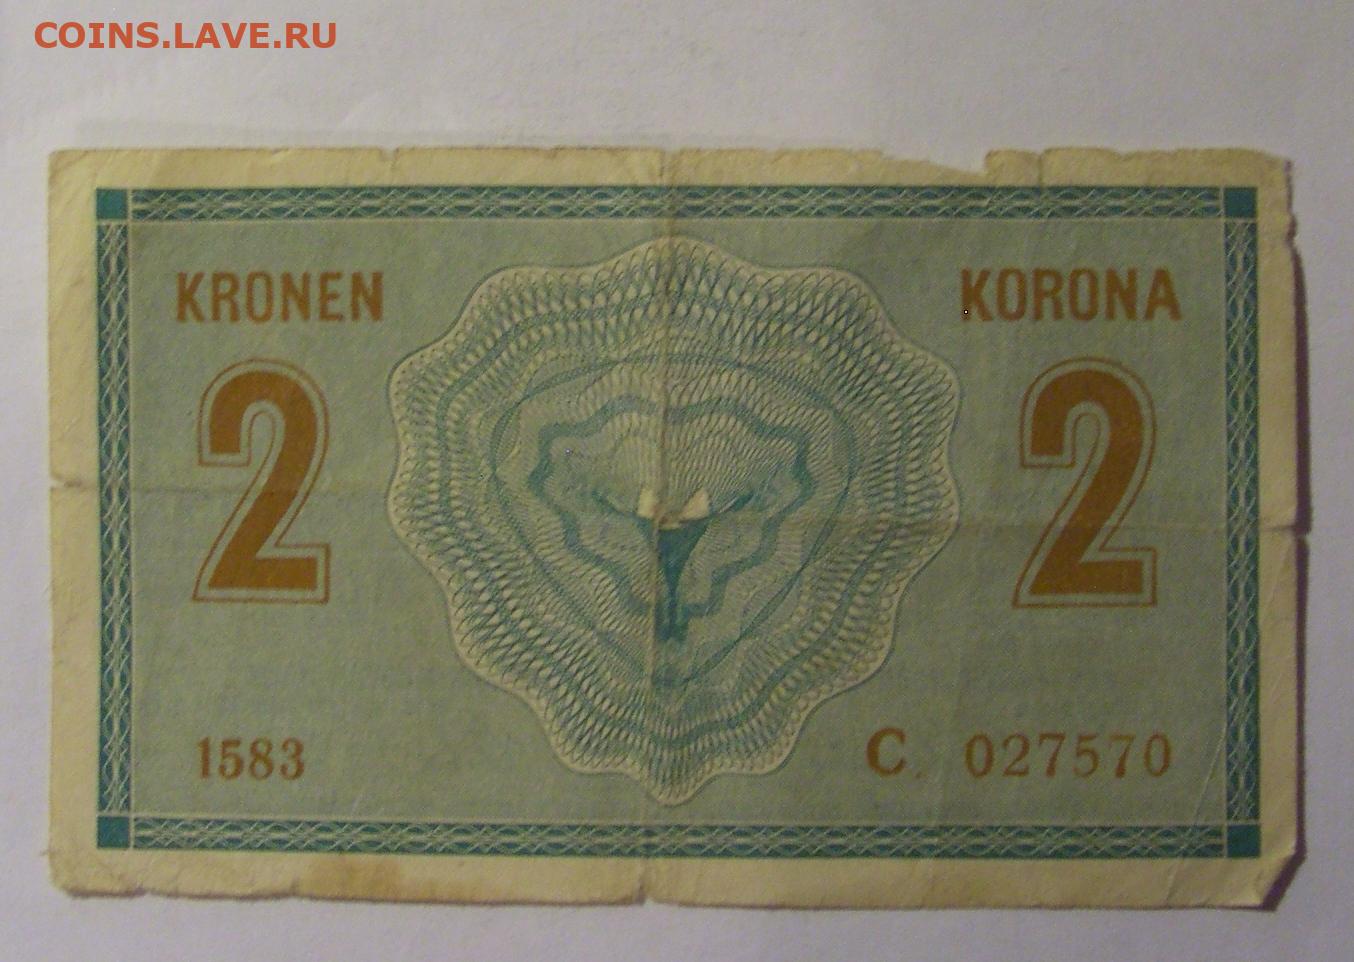 COINS.LAVE.RU
KRONEN KORONA
2 2
1583 C. 027570